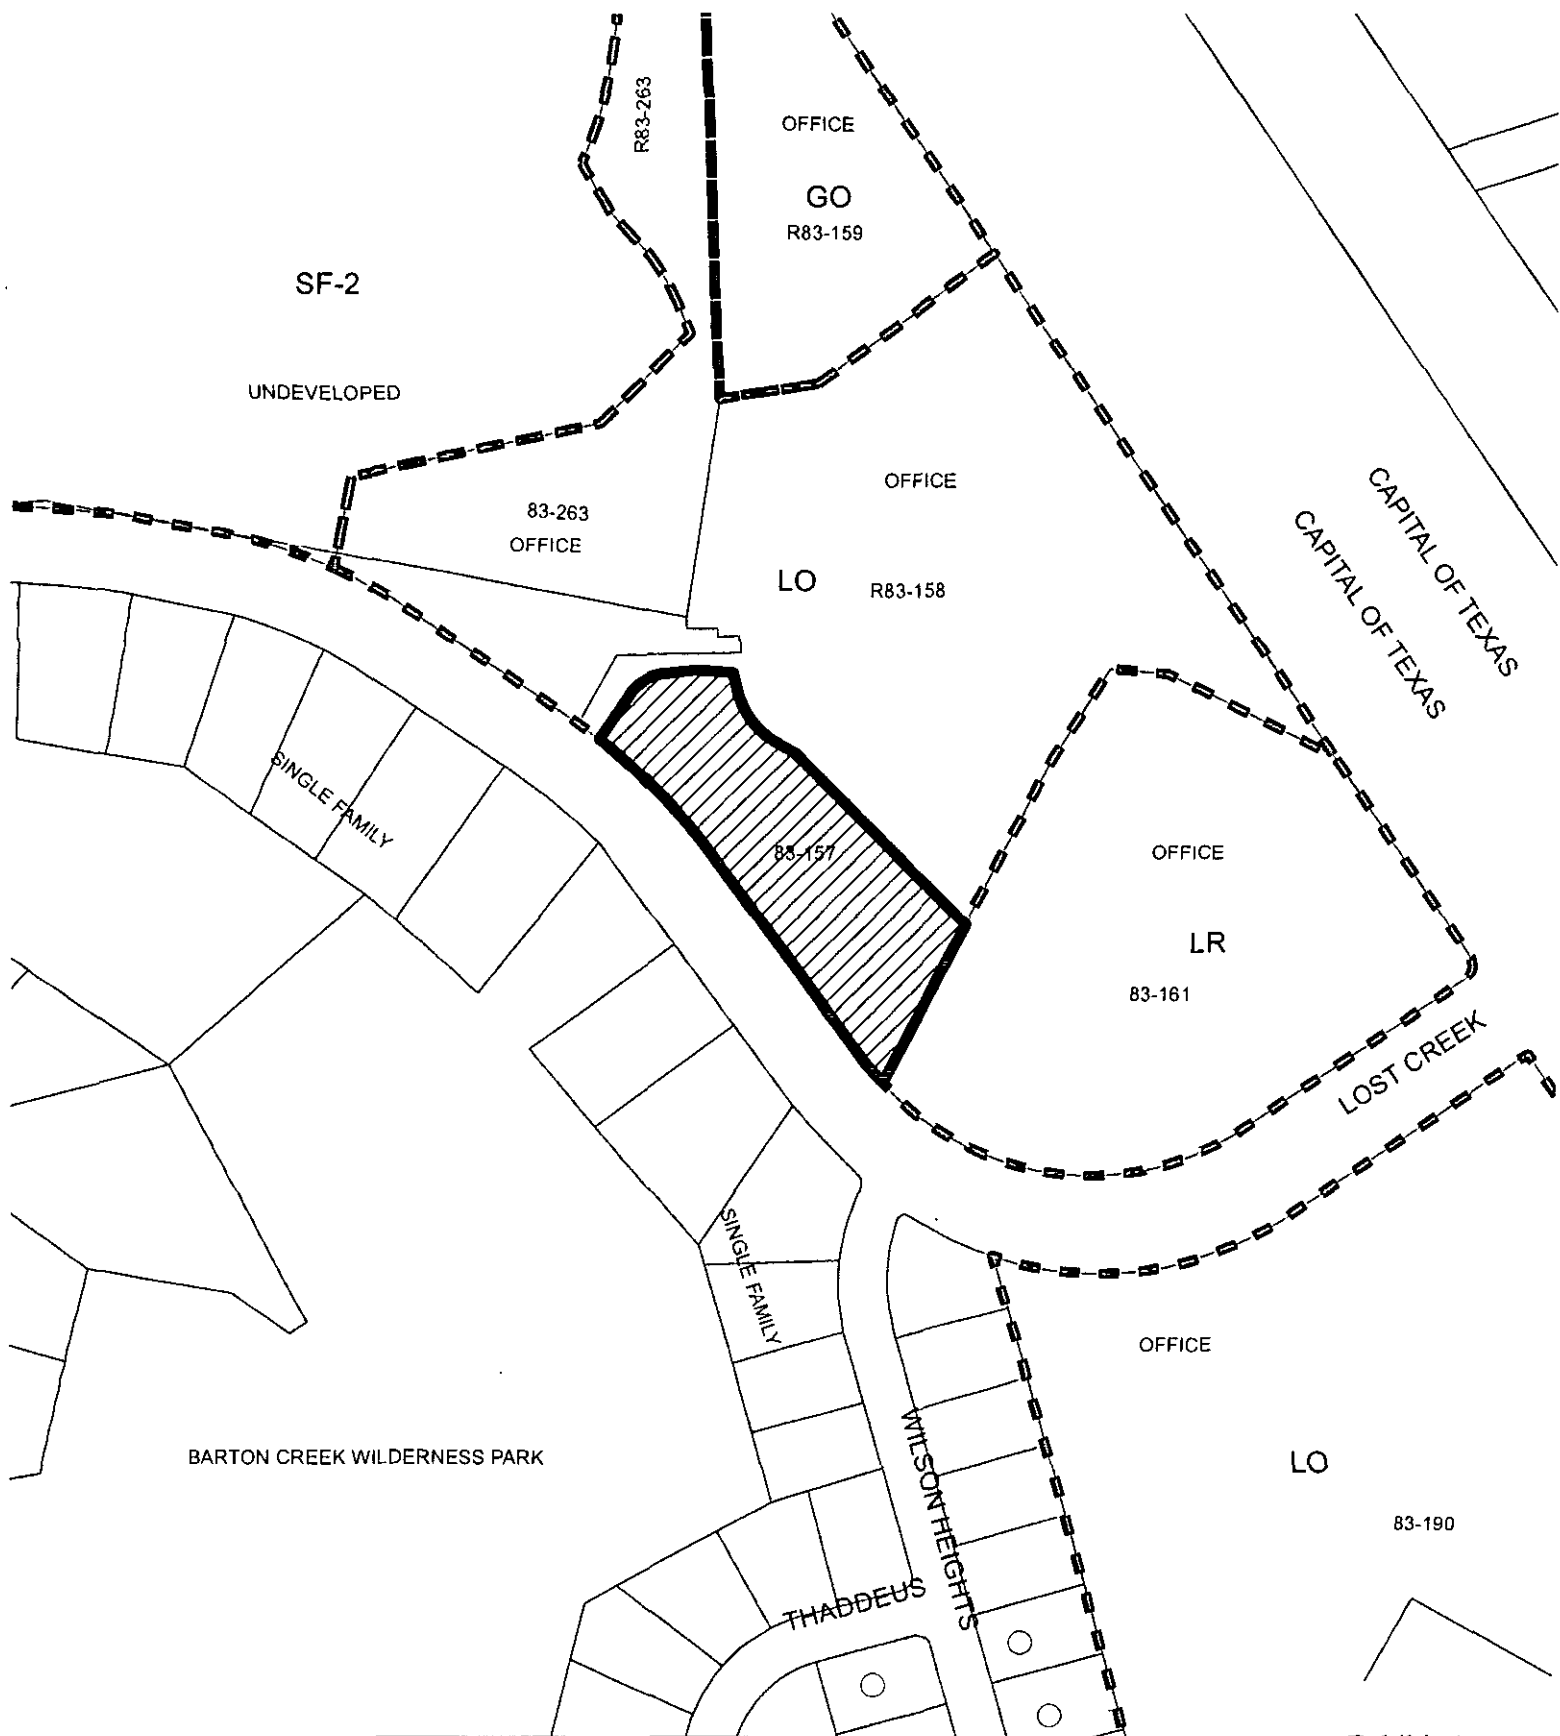 R83-263
OFFICE
GO
R83-159
SF-2
UNDEVELOPED
OFFICE
83-263
OFFICE
LO
R83-158
CAPITAL OF TEXAS
CAPITAL OF TEXAS
SINGLE FAMILY
83-157
OFFICE
LR
83-161
LOST CREEK
SINGLE FAMILY
OFFICE
BARTON CREEK WILDERNESS PARK
WILSON HEIGHTS
LO
83-190
THADDEUS